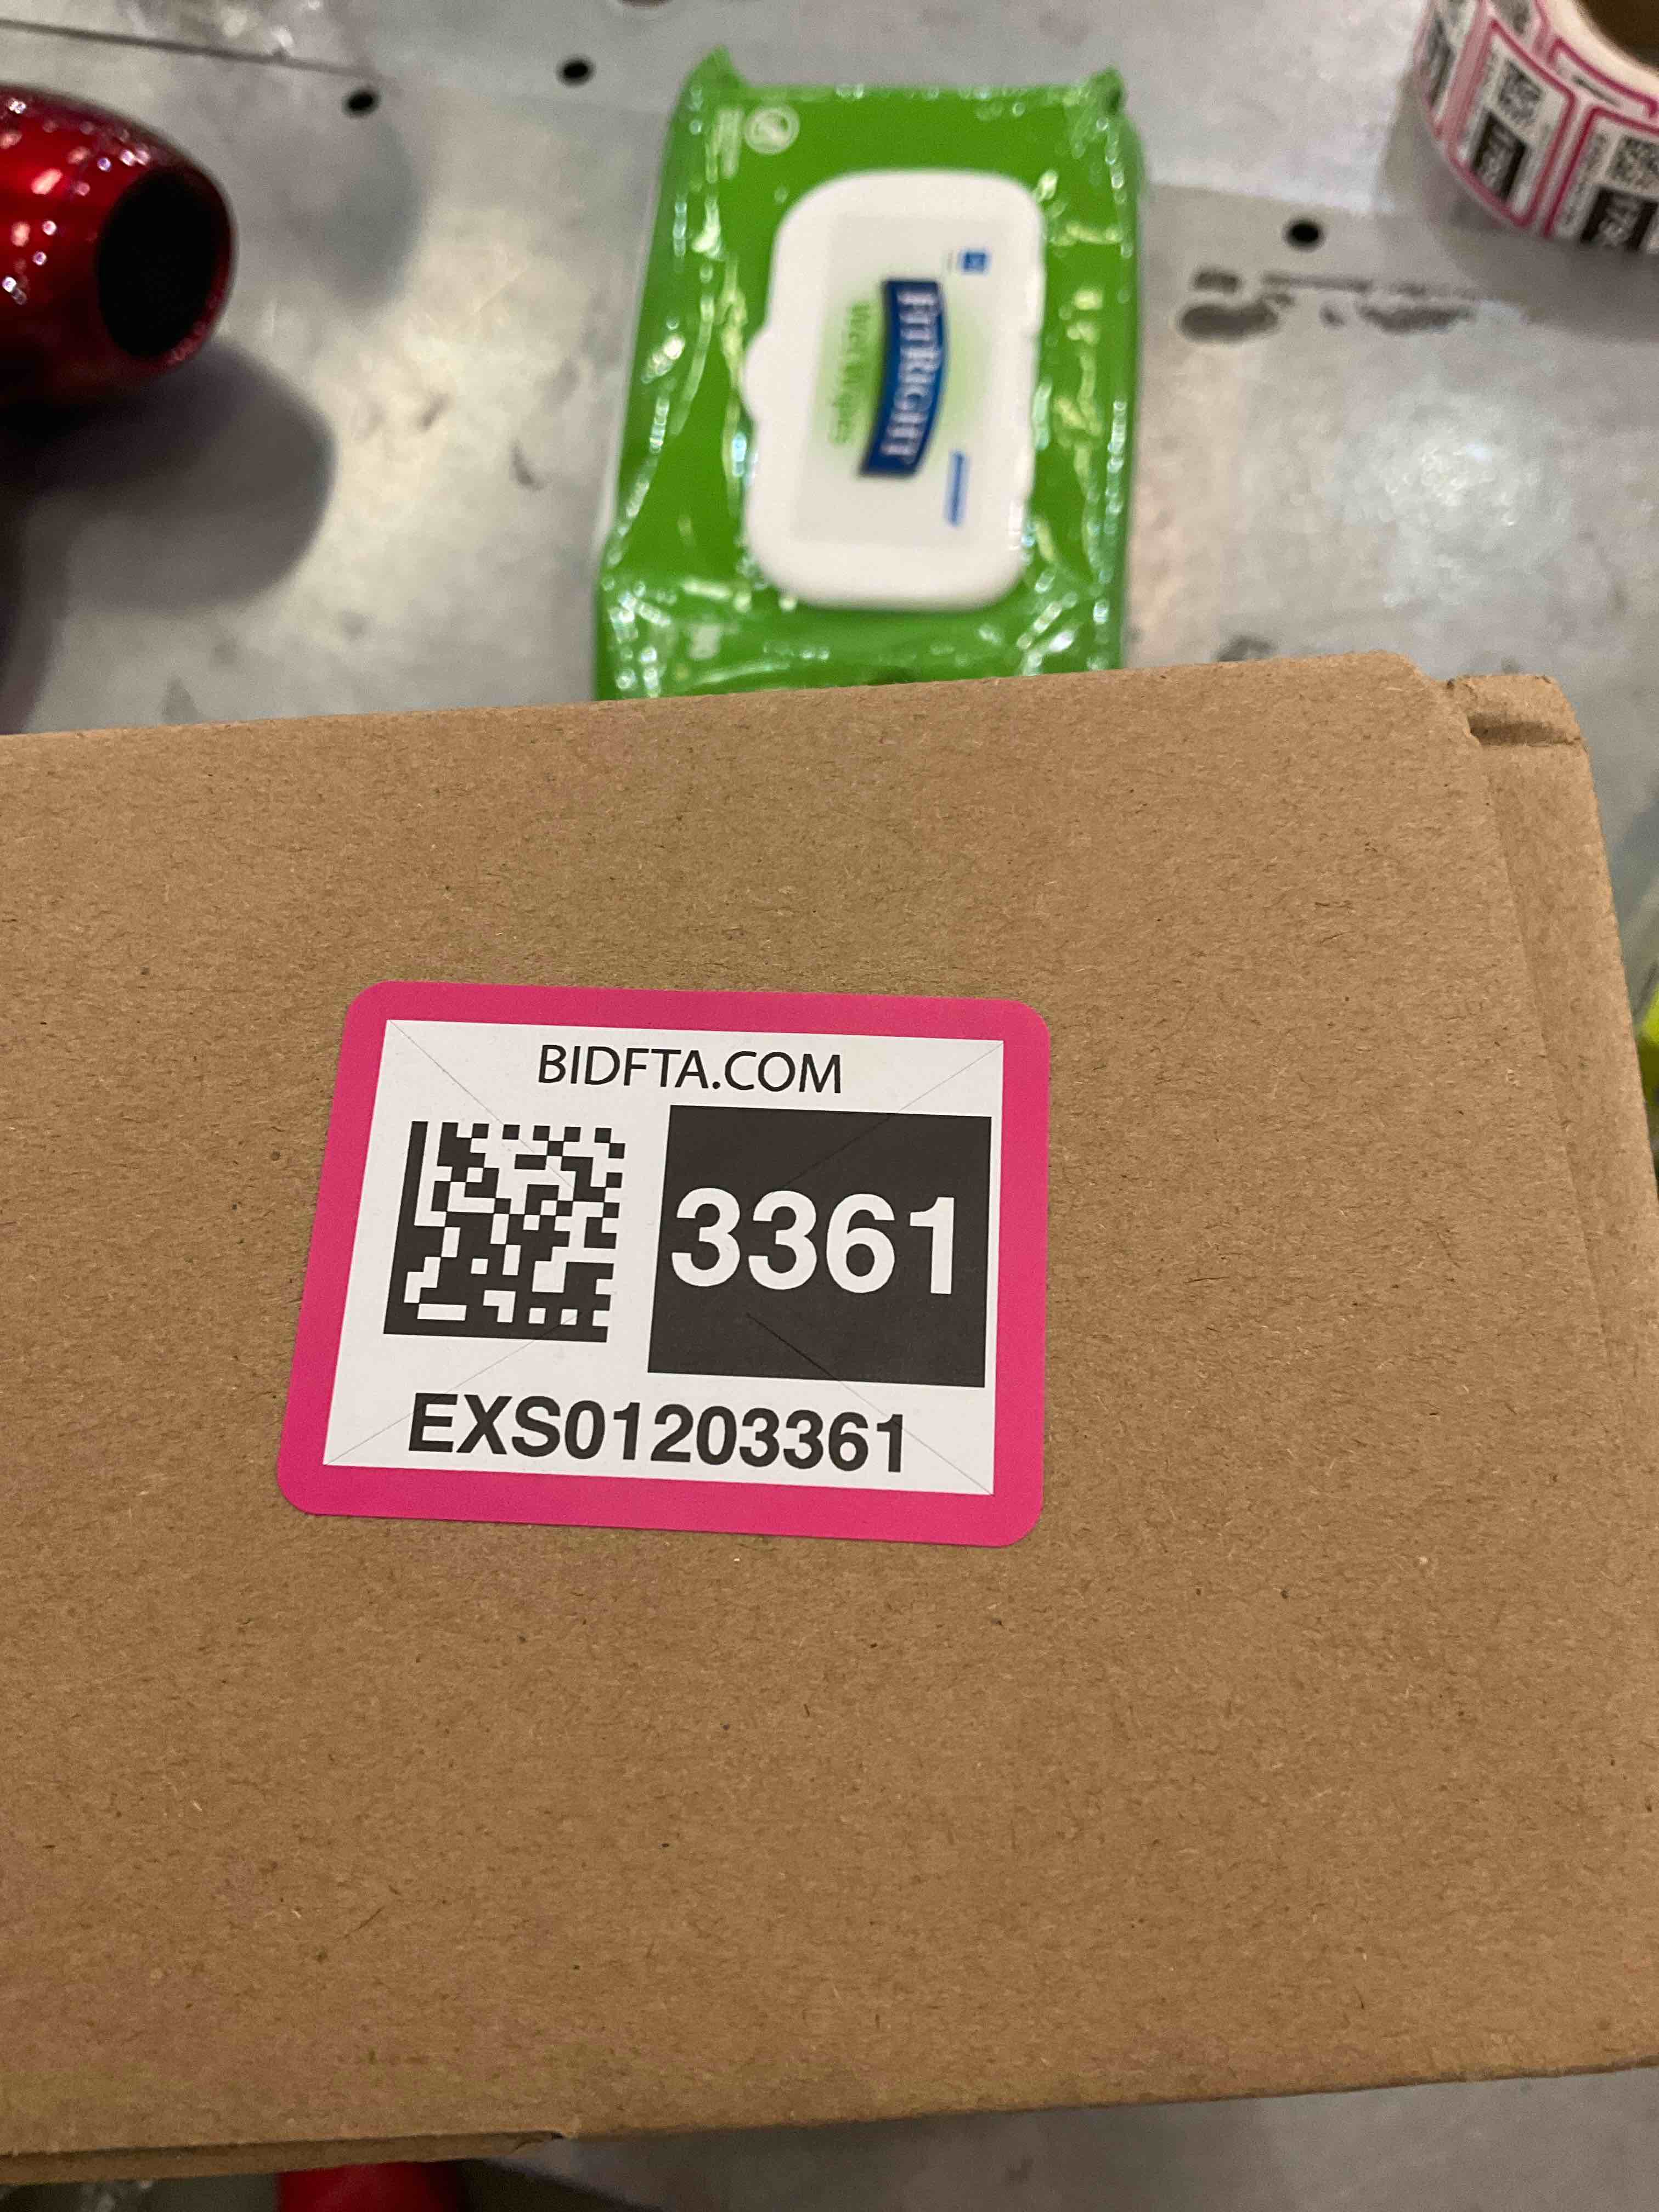 FITRIGHT
Wet Wipes
BIDFTA.COM
3361
EXS01203361